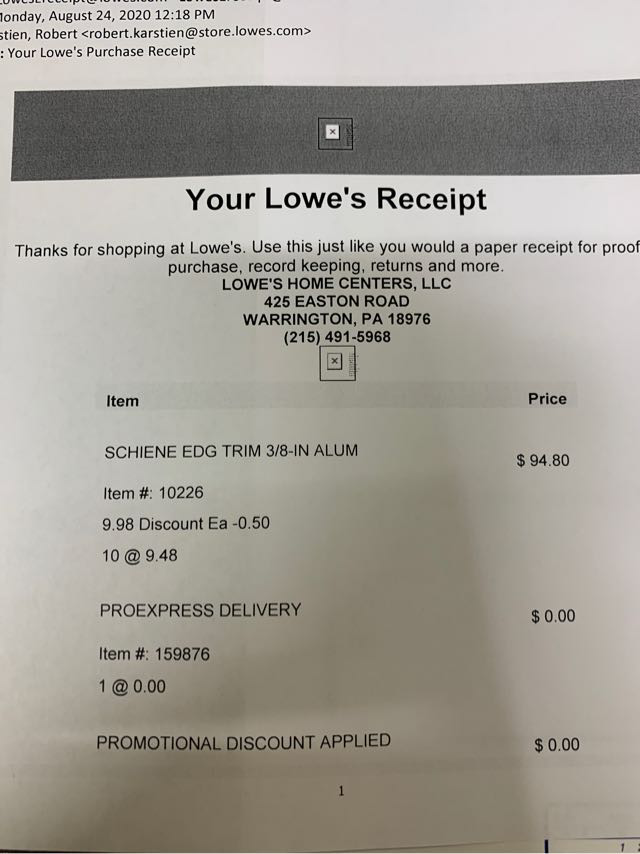 Monday, August 24, 2020 12:18 PM
stien, Robert <robert.karstien@store.lowes.com>
: Your Lowe's Purchase Receipt
Your Lowe's Receipt
Thanks for shopping at Lowe's. Use this just like you would a paper receipt for proof
purchase, record keeping, returns and more.
LOWE'S HOME CENTERS, LLC
425 EASTON ROAD
WARRINGTON, PA 18976
(215) 491-5968
Item Price
SCHIENE EDG TRIM 3/8-IN ALUM $ 94.80
Item #: 10226
9.98 Discount Ea -0.50
10 @ 9.48
PROEXPRESS DELIVERY $ 0.00
Item #: 159876
1 @ 0.00
PROMOTIONAL DISCOUNT APPLIED $ 0.00
1
1